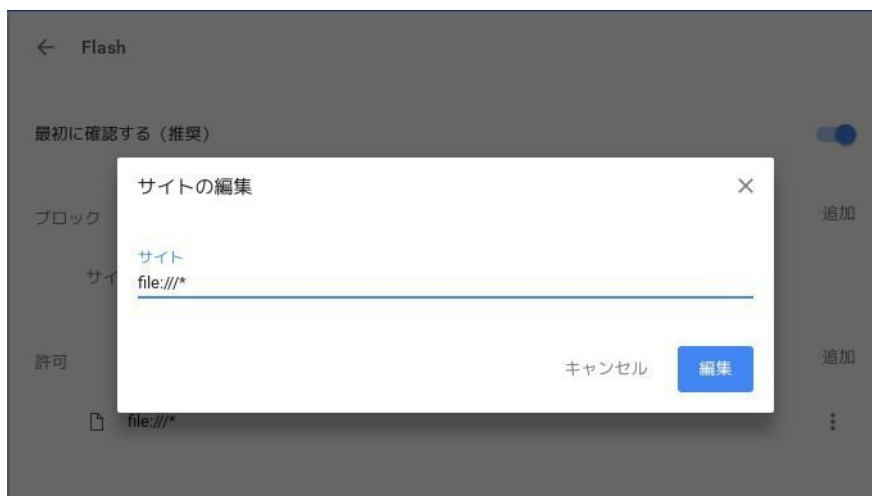 Flash
最初に確認する（推奨）
サイトの編集
ブロック
追加
サイト
サイ
file:///*
許可
追加
キャンセル
編集
file:///*